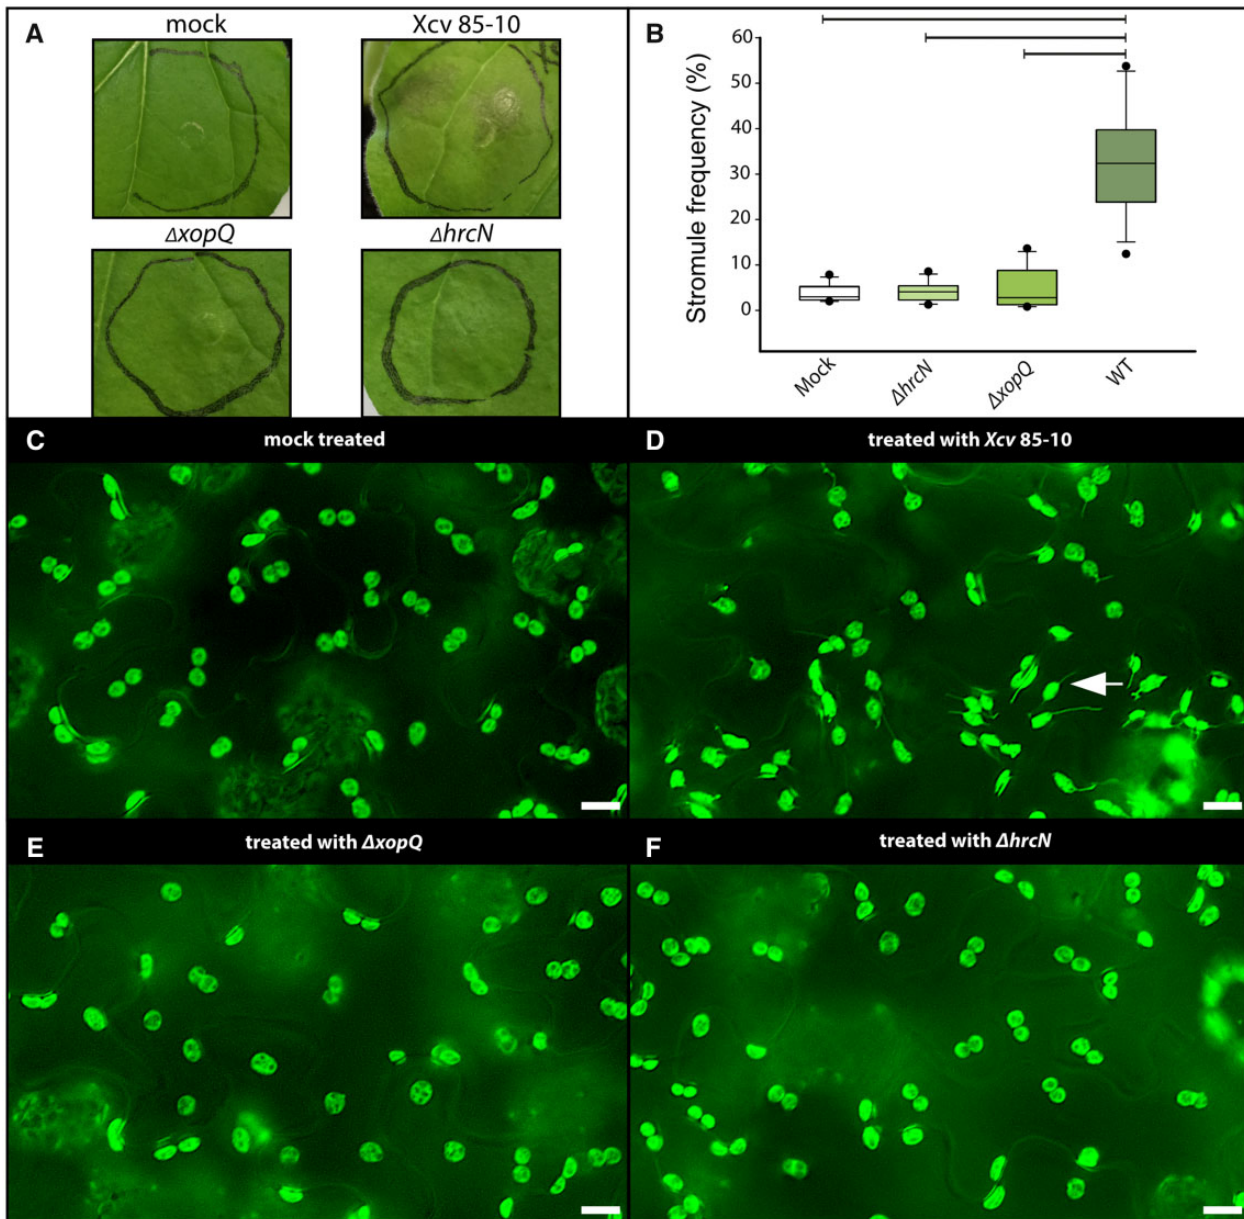 A
mock
Xcv 85-10
ΔxopQ
ΔhrcN
B
Stromule frequency (%)
60
50
40
30
20
10
0
Mock
ΔhrcN
ΔxopQ
WT
C
mock treated
D
treated with Xcv 85-10
E
treated with ΔxopQ
F
treated with ΔhrcN